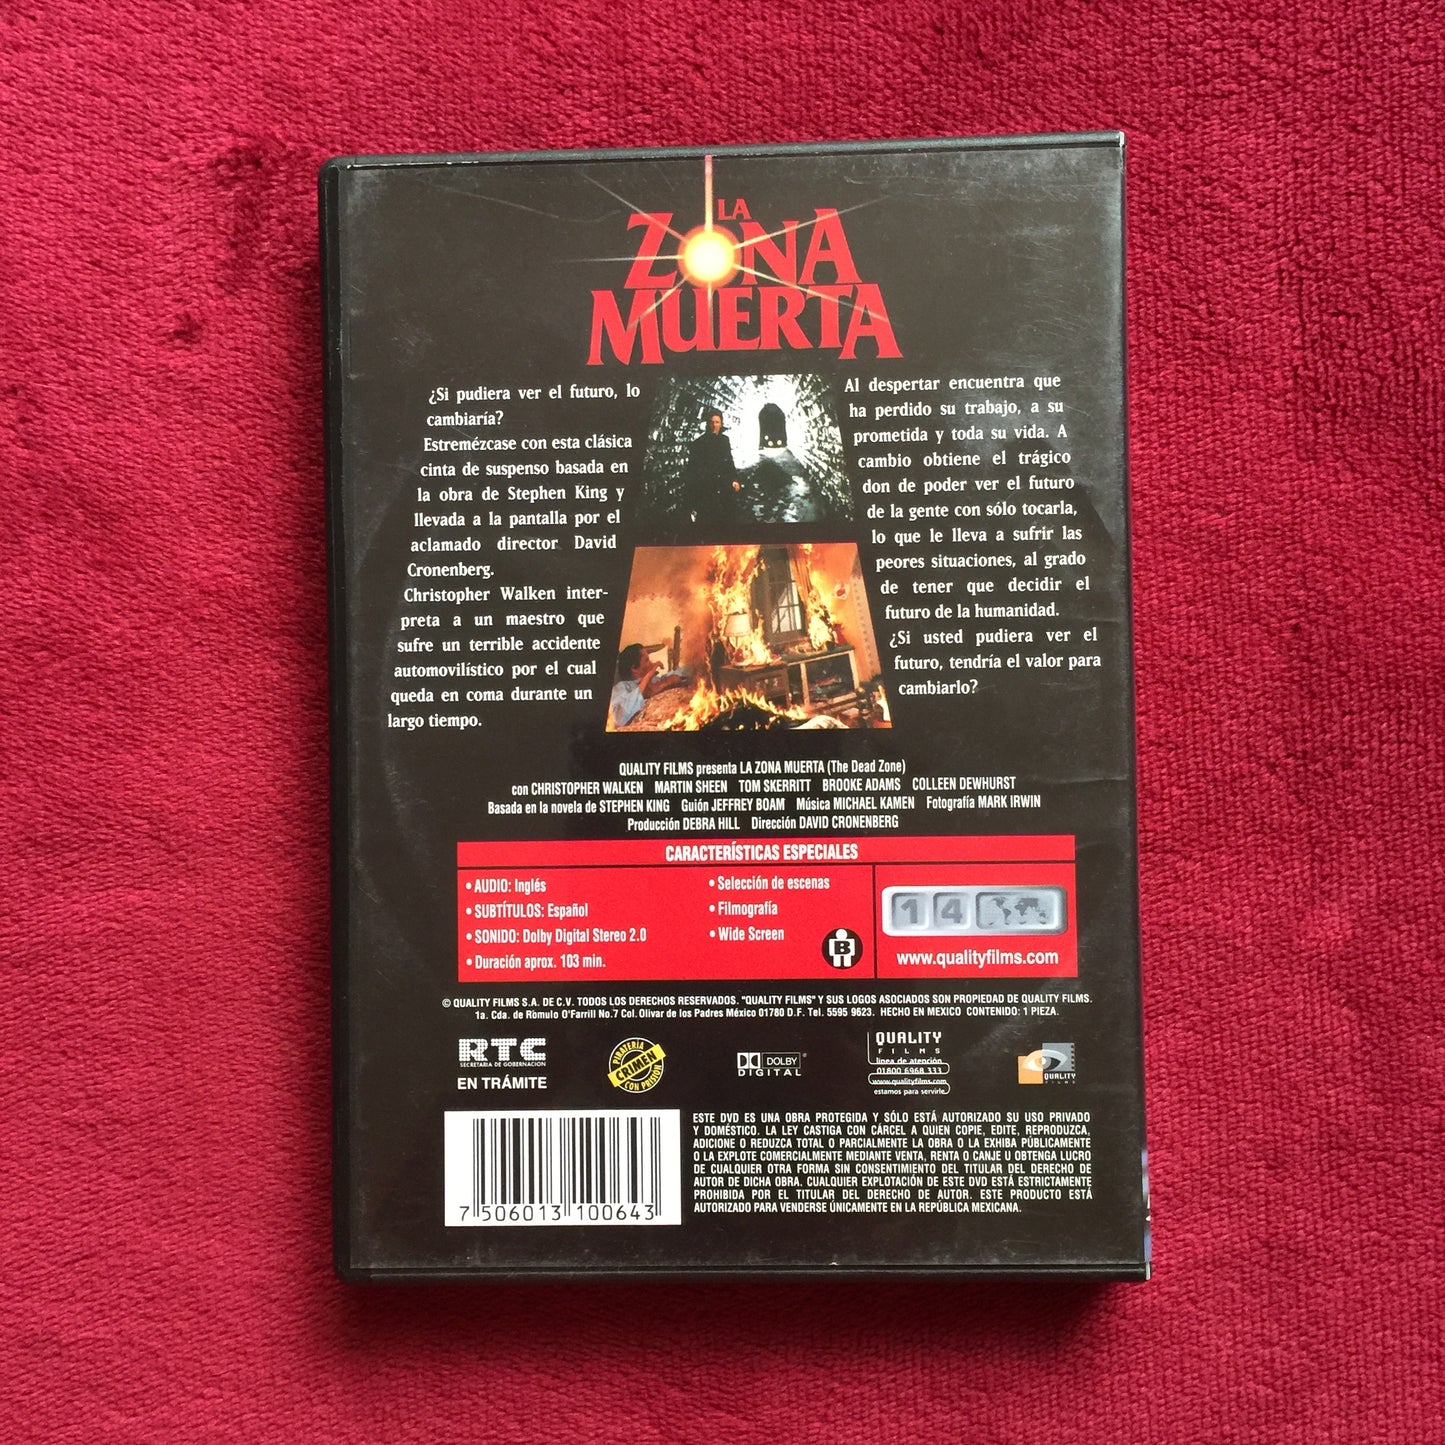 LA
ZONA
MUERTA
¿Si pudiera ver el futuro, lo
cambiaría?
Estremézcase con esta clásica
cinta de suspenso basada en
la obra de Stephen King y
llevada a la pantalla por el
aclamado director David
Cronenberg.
Christopher Walken inter-
preta a un maestro que
sufre un terrible accidente
automovilístico por el cual
queda en coma durante un
largo tiempo.
Al despertar encuentra que
ha perdido su trabajo, a su
prometida y toda su vida. A
cambio obtiene el trágico
don de poder ver el futuro
de la gente con sólo tocarla,
lo que le lleva a sufrir las
peores situaciones, al grado
de tener que decidir el
futuro de la humanidad.
¿Si usted pudiera ver el
futuro, tendría el valor para
cambiarlo?
QUALITY FILMS presenta LA ZONA MUERTA (The Dead Zone)
con CHRISTOPHER WALKEN MARTIN SHEEN TOM SKERRITT BROOKE ADAMS COLLEEN DEWHURST
Basada en la novela de STEPHEN KING Guión JEFFREY BOAM Música MICHAEL KAMEN Fotografía MARK IRWIN
Producción DEBRA HILL Dirección DAVID CRONENBERG
CARACTERÍSTICAS ESPECIALES
• AUDIO: Inglés
• SUBTÍTULOS: Español
• SONIDO: Dolby Digital Stereo 2.0
• Duración aprox. 103 min.
• Selección de escenas
• Filmografía
• Wide Screen
B
1 4
www.qualityfilms.com
© QUALITY FILMS S.A. DE C.V. TODOS LOS DERECHOS RESERVADOS. "QUALITY FILMS" Y SUS LOGOS ASOCIADOS SON PROPIEDAD DE QUALITY FILMS.
1a. Cda. de Rómulo O'Farrill No.7 Col. Olivar de los Padres México 01780 D.F. Tel. 5595 9623. HECHO EN MEXICO CONTENIDO: 1 PIEZA.
RTC
SECRETARIA DE GOBERNACION
EN TRÁMITE
PIRATERÍA
CRIMEN
CON PRISIÓN
DOLBY
DIGITAL
QUALITY
FILMS
línea de atención
01800 6968 333
www.qualityfilms.com
estamos para servirle
QUALITY
FILMS
ESTE DVD ES UNA OBRA PROTEGIDA Y SÓLO ESTÁ AUTORIZADO SU USO PRIVADO
Y DOMÉSTICO. LA LEY CASTIGA CON CÁRCEL A QUIEN COPIE, EDITE, REPRODUZCA,
ADICIONE O REDUZCA TOTAL O PARCIALMENTE LA OBRA O LA EXHIBA PÚBLICAMENTE
O LA EXPLOTE COMERCIALMENTE MEDIANTE VENTA, RENTA O CANJE U OBTENGA LUCRO
DE CUALQUIER OTRA FORMA SIN CONSENTIMIENTO DEL TITULAR DEL DERECHO DE
AUTOR DE DICHA OBRA. CUALQUIER EXPLOTACIÓN DE ESTE DVD ESTÁ ESTRICTAMENTE
PROHIBIDA POR EL TITULAR DEL DERECHO DE AUTOR. ESTE PRODUCTO ESTÁ
AUTORIZADO PARA VENDERSE ÚNICAMENTE EN LA REPÚBLICA MEXICANA.
7 506013 100643